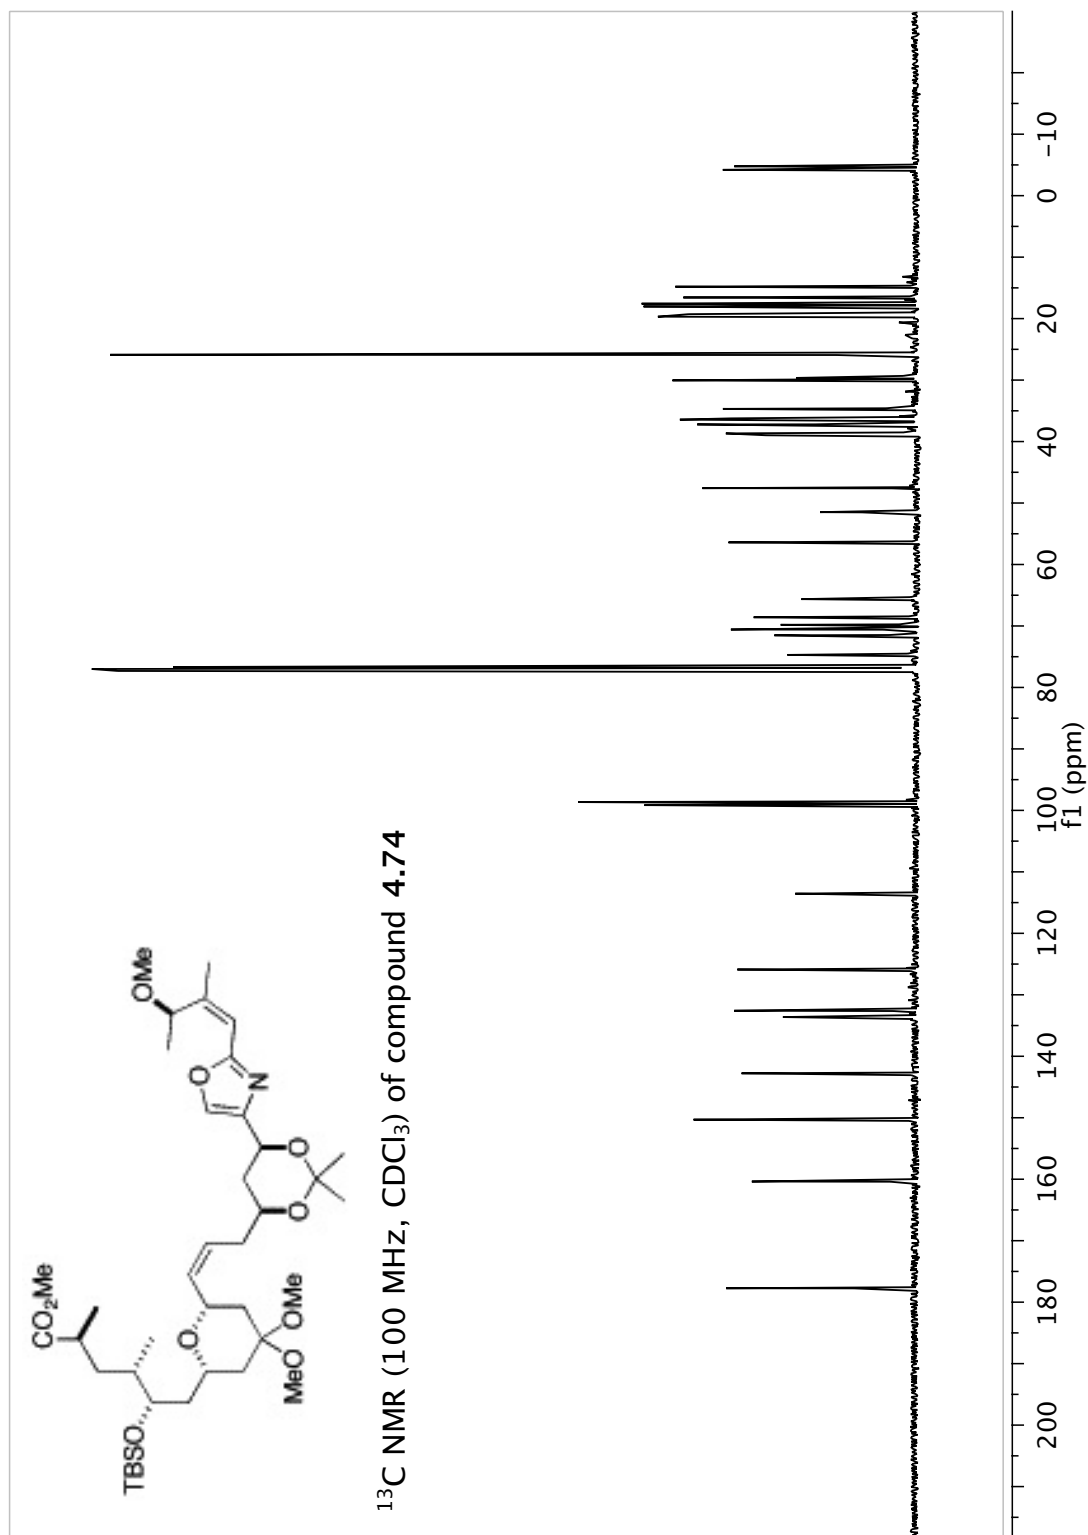 CO₂Me
TBSO
O
MeO
OMe
O
O
O
N
OMe
¹³C NMR (100 MHz, CDCl₃) of compound 4.74
200
180
160
140
120
100
80
60
40
20
0
−10
f1 (ppm)